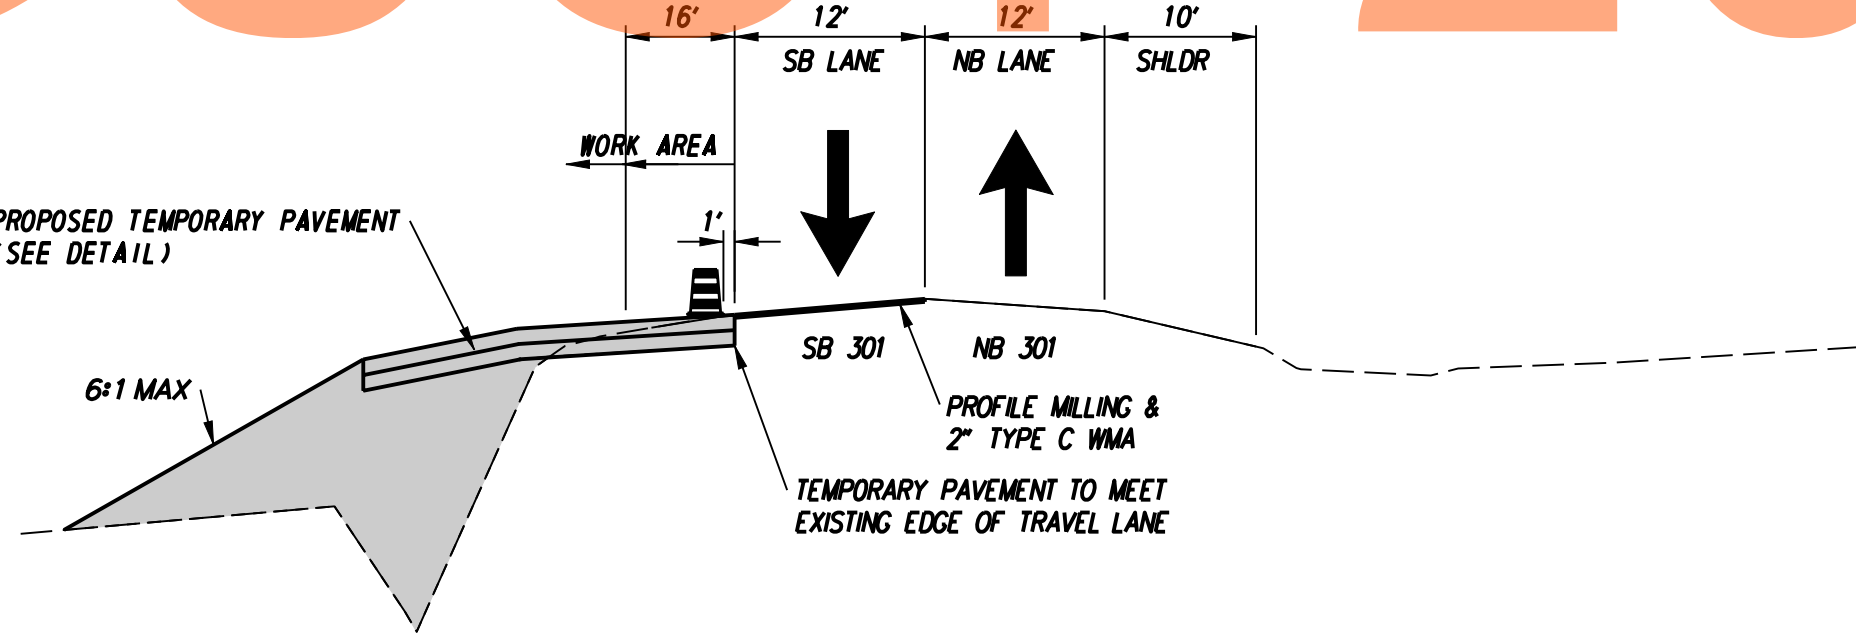 16' 12' 12' 10'
SB LANE NB LANE SHLDR
WORK AREA
PROPOSED TEMPORARY PAVEMENT
SEE DETAIL)
1'
6:1 MAX
SB 301 NB 301
PROFILE MILLING &
2" TYPE C WMA
TEMPORARY PAVEMENT TO MEET
EXISTING EDGE OF TRAVEL LANE